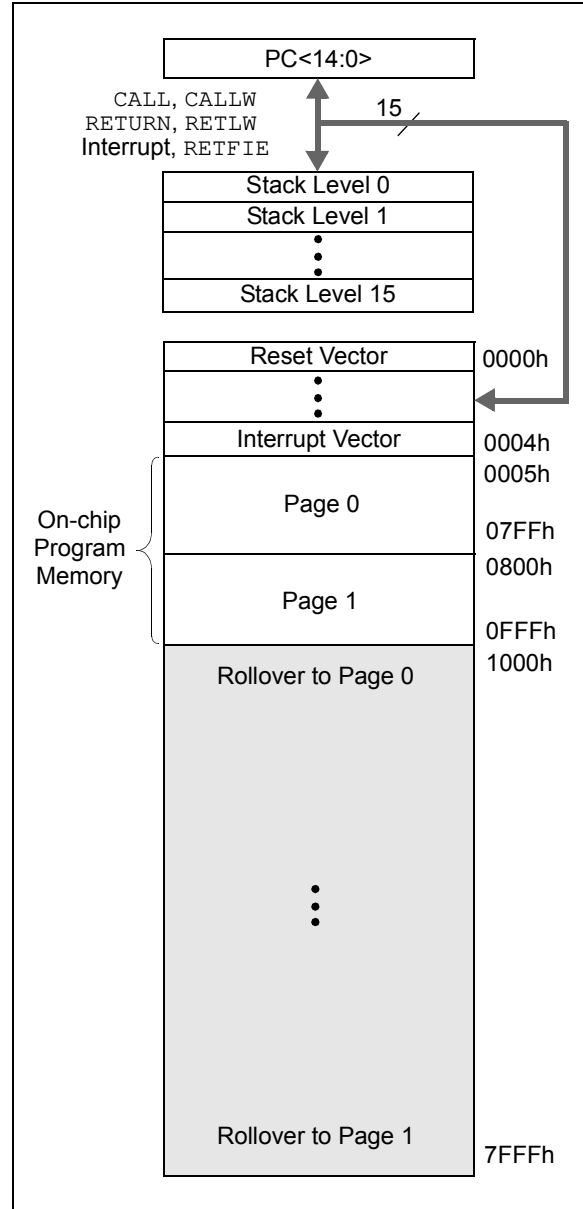 PC<14:0>
CALL, CALLW
RETURN, RETLW
Interrupt, RETFIE
15
Stack Level 0
Stack Level 1
Stack Level 15
Reset Vector
0000h
Interrupt Vector
0004h
0005h
On-chip
Program
Memory
Page 0
07FFh
0800h
Page 1
0FFFh
1000h
Rollover to Page 0
Rollover to Page 1
7FFFh